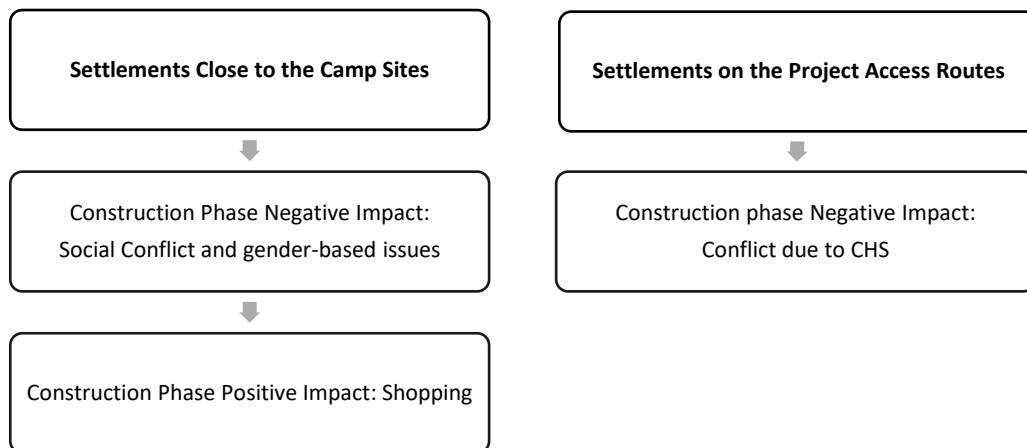 Settlements Close to the Camp Sites
Construction Phase Negative Impact:
Social Conflict and gender-based issues
Construction Phase Positive Impact: Shopping
Settlements on the Project Access Routes
Construction phase Negative Impact:
Conflict due to CHS